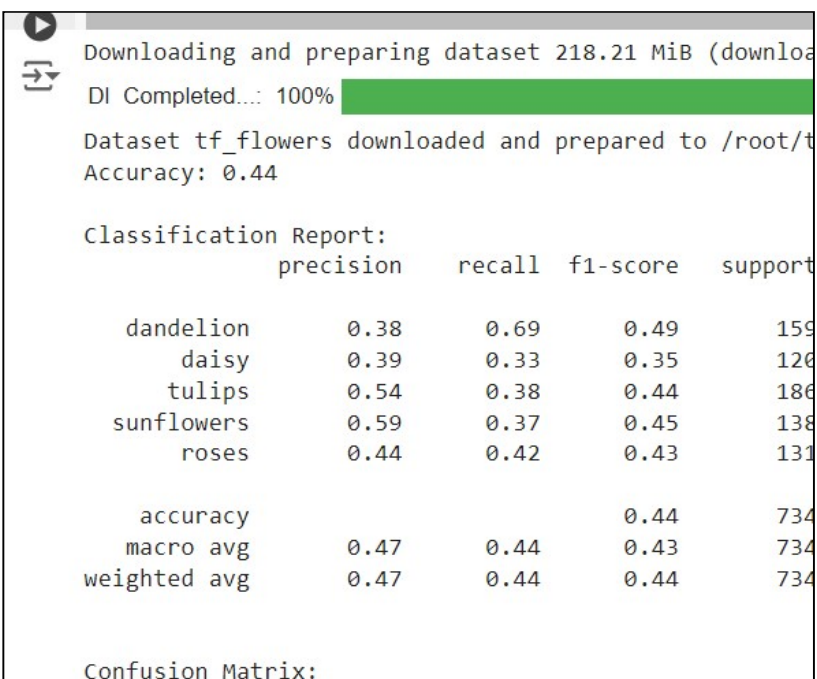 Downloading and preparing dataset 218.21 MiB (downloa
Dl Completed...: 100%
Dataset tf_flowers downloaded and prepared to /root/t
Accuracy: 0.44
Classification Report:
precision recall f1-score support
dandelion 0.38 0.69 0.49 159
daisy 0.39 0.33 0.35 120
tulips 0.54 0.38 0.44 186
sunflowers 0.59 0.37 0.45 138
roses 0.44 0.42 0.43 131
accuracy 0.44 734
macro avg 0.47 0.44 0.43 734
weighted avg 0.47 0.44 0.44 734
Confusion Matrix: